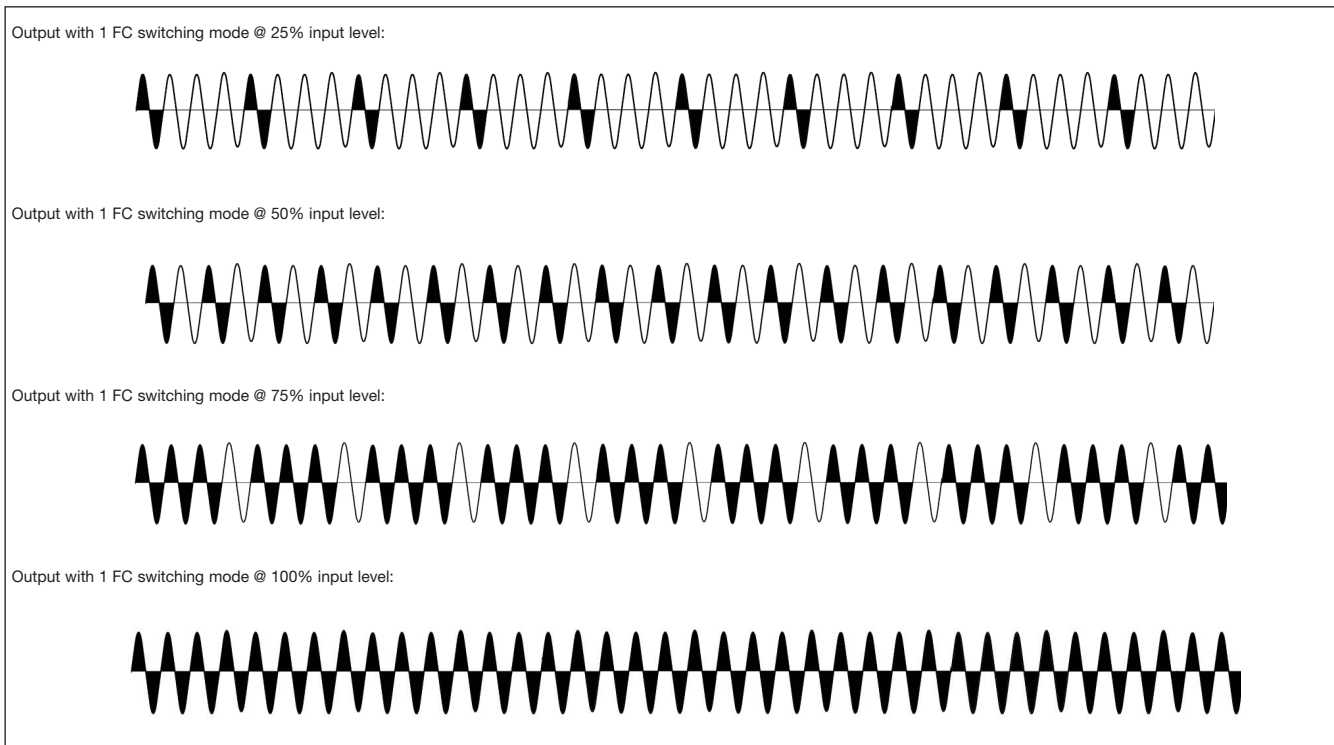 Output with 1 FC switching mode @ 25% input level:
Output with 1 FC switching mode @ 50% input level:
Output with 1 FC switching mode @ 75% input level:
Output with 1 FC switching mode @ 100% input level: